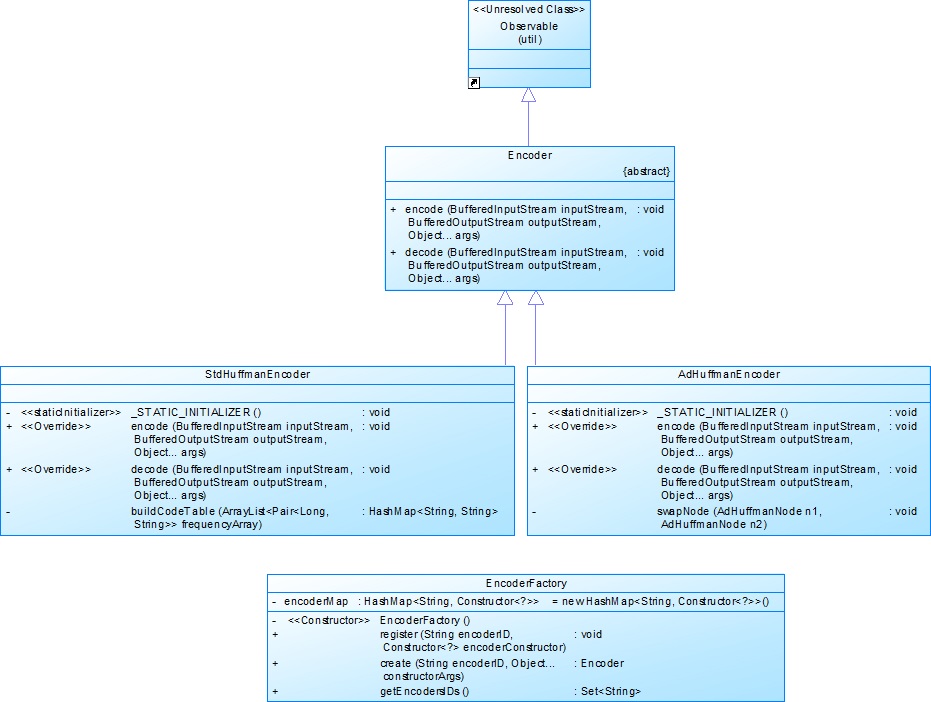 <<Unresolved Class>>
Observable
(util)
Encoder
{abstract}
+ encode (BufferedInputStream inputStream, : void
BufferedOutputStream outputStream,
Object... args)
+ decode (BufferedInputStream inputStream, : void
BufferedOutputStream outputStream,
Object... args)
StdHuffmanEncoder
- <<staticInitializer>> _STATIC_INITIALIZER () : void
+ <<Override>> encode (BufferedInputStream inputStream, : void
BufferedOutputStream outputStream,
Object... args)
+ <<Override>> decode (BufferedInputStream inputStream, : void
BufferedOutputStream outputStream,
Object... args)
- buildCodeTable (ArrayList<Pair<Long, : HashMap<String, String>
String>> frequencyArray)
AdHuffmanEncoder
- <<staticInitializer>> _STATIC_INITIALIZER () : void
+ <<Override>> encode (BufferedInputStream inputStream, : void
BufferedOutputStream outputStream,
Object... args)
+ <<Override>> decode (BufferedInputStream inputStream, : void
BufferedOutputStream outputStream,
Object... args)
- swapNode (AdHuffmanNode n1, : void
AdHuffmanNode n2)
EncoderFactory
- encoderMap : HashMap<String, Constructor<?>> = new HashMap<String, Constructor<?>>()
- <<Constructor>> EncoderFactory ()
+ register (String encoderID, : void
Constructor<?> encoderConstructor)
+ create (String encoderID, Object... : Encoder
constructorArgs)
+ getEncodersIDs () : Set<String>